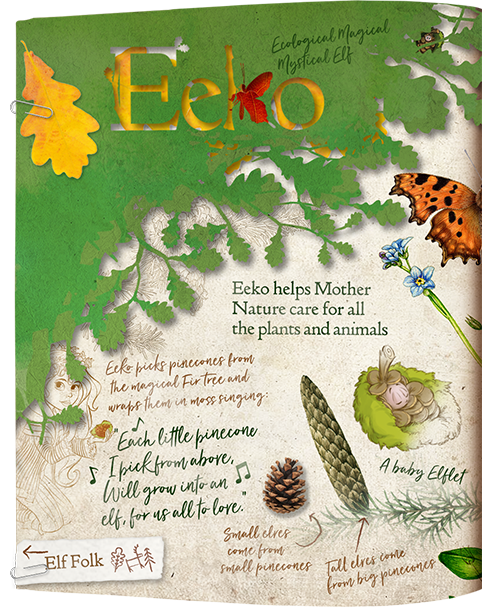 Ecological Magical
Mystical Elf
Eeko
Eeko helps Mother
Nature care for all
the plants and animals
Eeko picks pinecones from
the magical Fir tree and
wraps them in moss singing:
"Each little pinecone
I pick from above,
Will grow into an
elf, for us all to love."
A baby Elflet
Small elves
come from
small pinecones
Tall elves come
from big pinecones
Elf Folk